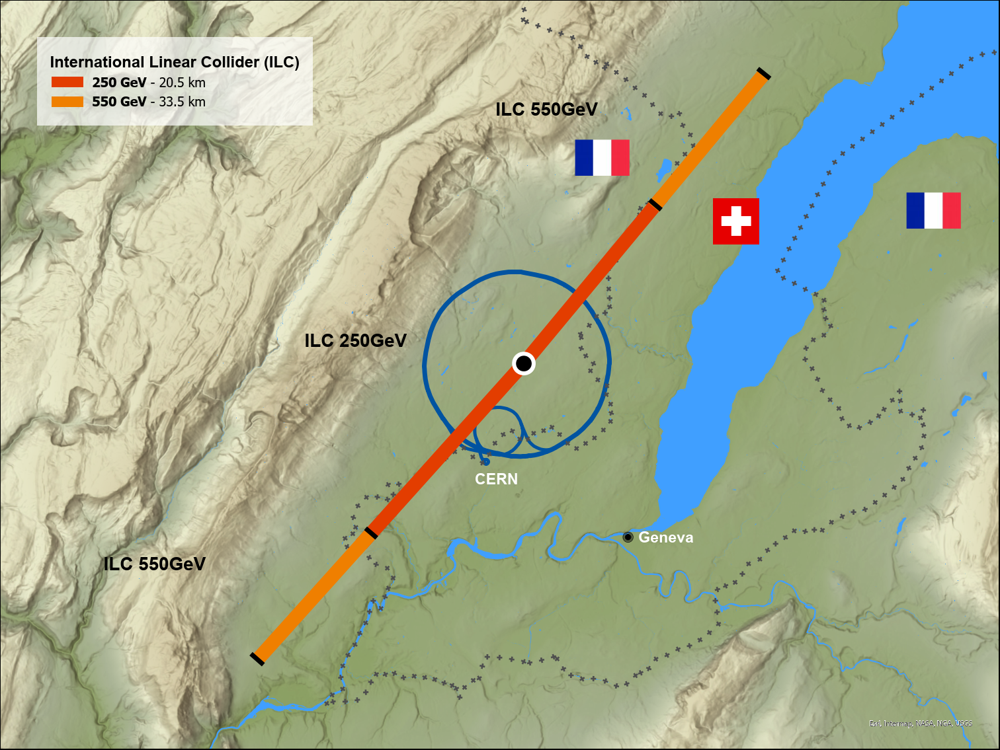 International Linear Collider (ILC)
250 GeV - 20.5 km
550 GeV - 33.5 km
ILC 550GeV
ILC 250GeV
CERN
Geneva
ILC 550GeV
Esri, Intermap, NASA, NGA, USGS